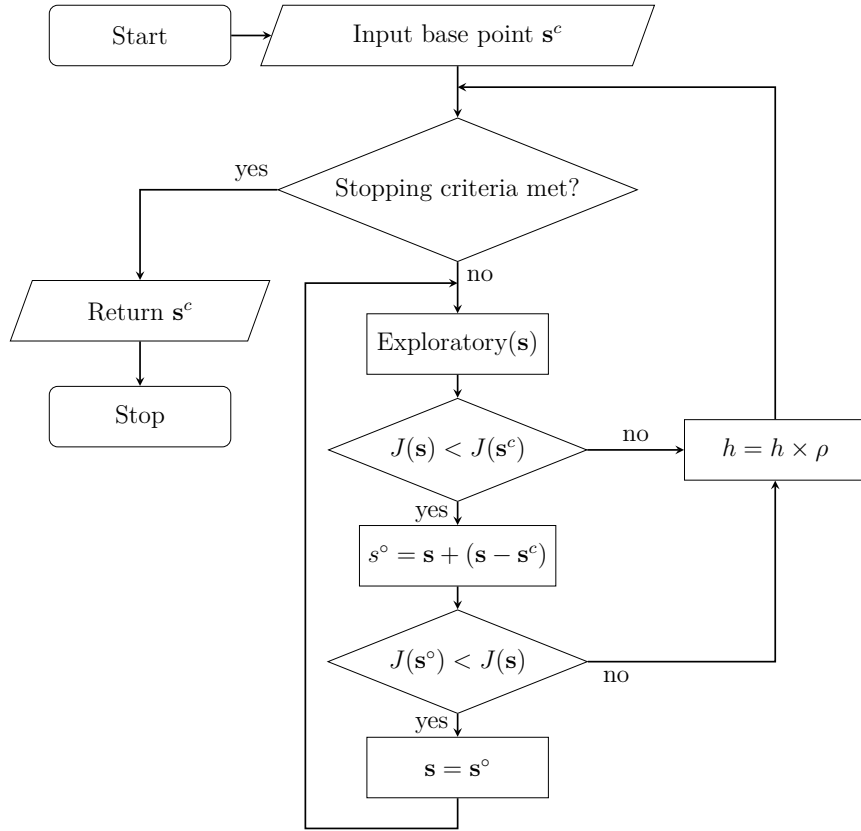 Start
Input base point s^c
Stopping criteria met?
yes
no
Return s^c
Stop
Exploratory(s)
J(s) < J(s^c)
no
h = h × ρ
yes
s° = s + (s − s^c)
J(s°) < J(s)
no
yes
s = s°